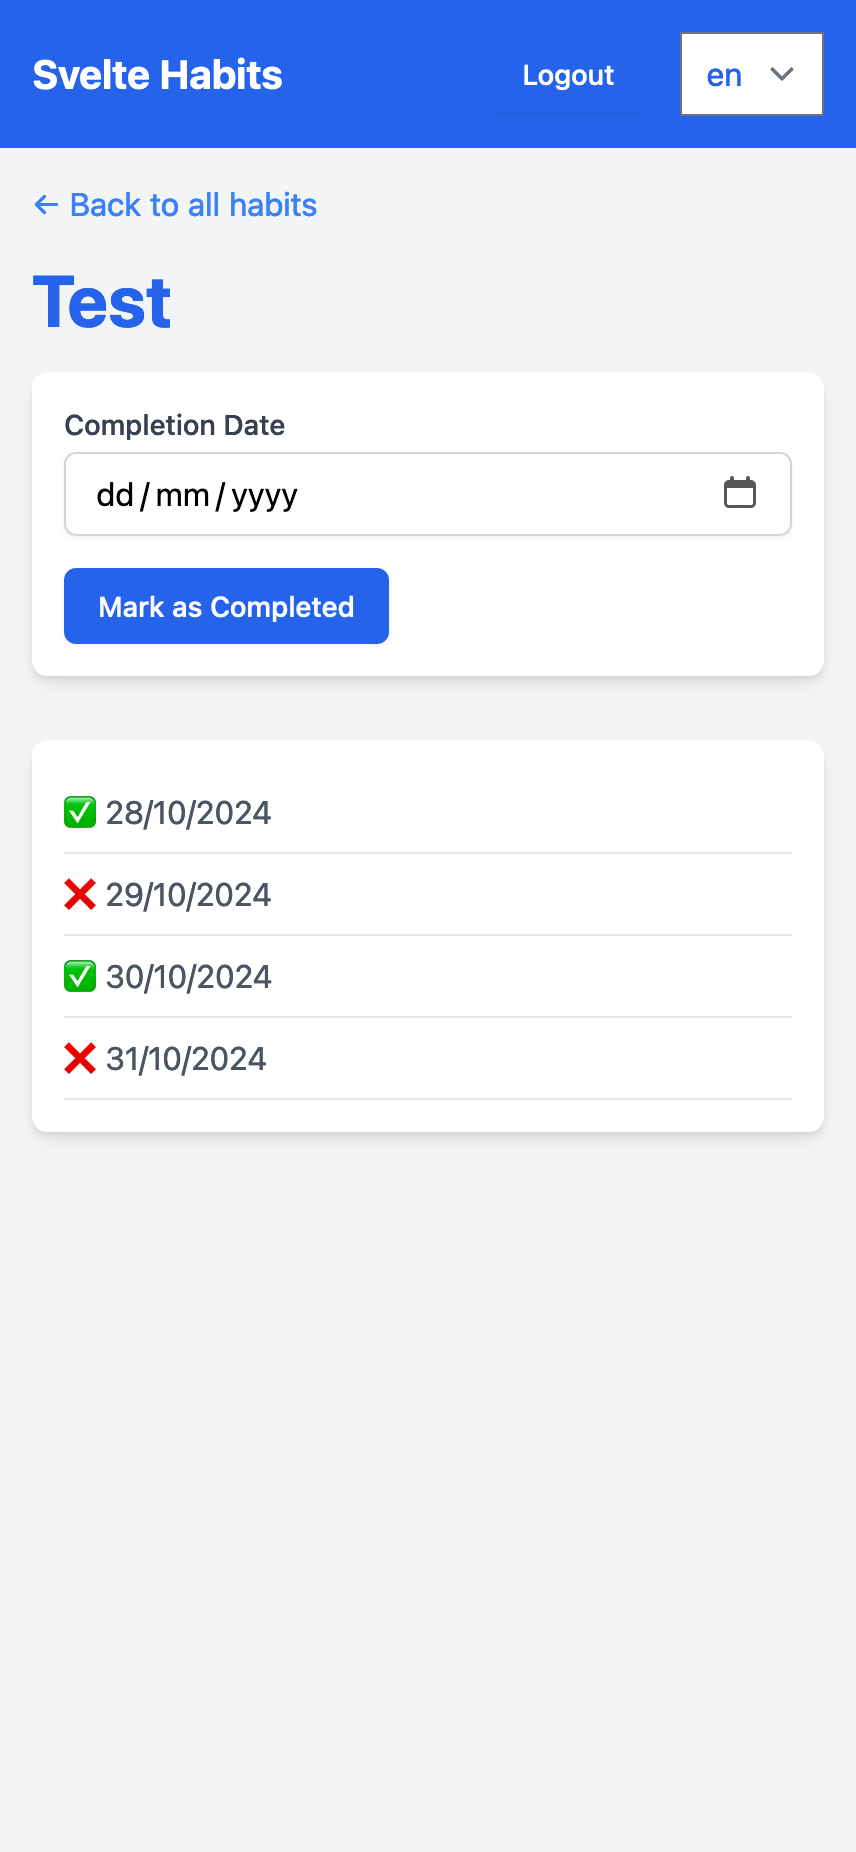 Svelte Habits
Logout
en
← Back to all habits
Test
Completion Date
dd/mm/yyyy
Mark as Completed
✅ 28/10/2024
❌ 29/10/2024
✅ 30/10/2024
❌ 31/10/2024